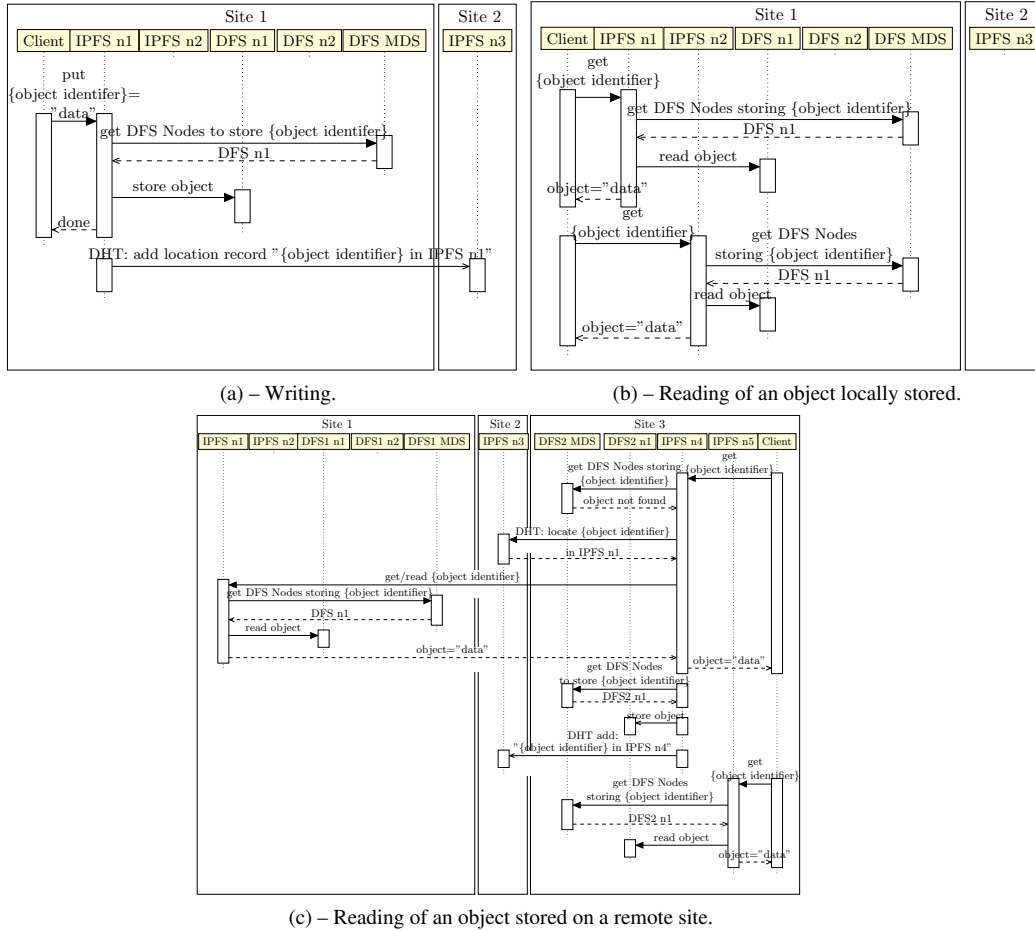 Site 1
Site 2
Client IPFS n1 IPFS n2 DFS n1 DFS n2 DFS MDS
IPFS n3
put
{object identifer}=
"data"
get DFS Nodes to store {object identifer}
DFS n1
store object
done
DHT: add location record "{object identifier} in IPFS n1"
(a) – Writing.
Site 1
Site 2
Client IPFS n1 IPFS n2 DFS n1 DFS n2 DFS MDS
IPFS n3
get
{object identifier}
get DFS Nodes storing {object identifer}
DFS n1
read object
object="data"
get
{object identifier}
get DFS Nodes
storing {object identifier}
DFS n1
read object
object="data"
(b) – Reading of an object locally stored.
Site 1
Site 2
Site 3
IPFS n1 IPFS n2 DFS1 n1 DFS1 n2 DFS1 MDS
IPFS n3
DFS2 MDS DFS2 n1 IPFS n4 IPFS n5 Client
get
{object identifier}
get DFS Nodes storing
{object identifier}
object not found
DHT: locate {object identifier}
in IPFS n1
get/read {object identifier}
get DFS Nodes storing {object identifier}
DFS n1
read object
object="data"
object="data"
get DFS Nodes
to store {object identifier}
DFS2 n1
store object
DHT add:
"{object identifier} in IPFS n4"
get
{object identifier}
get DFS Nodes
storing {object identifier}
DFS2 n1
read object
object="data"
(c) – Reading of an object stored on a remote site.